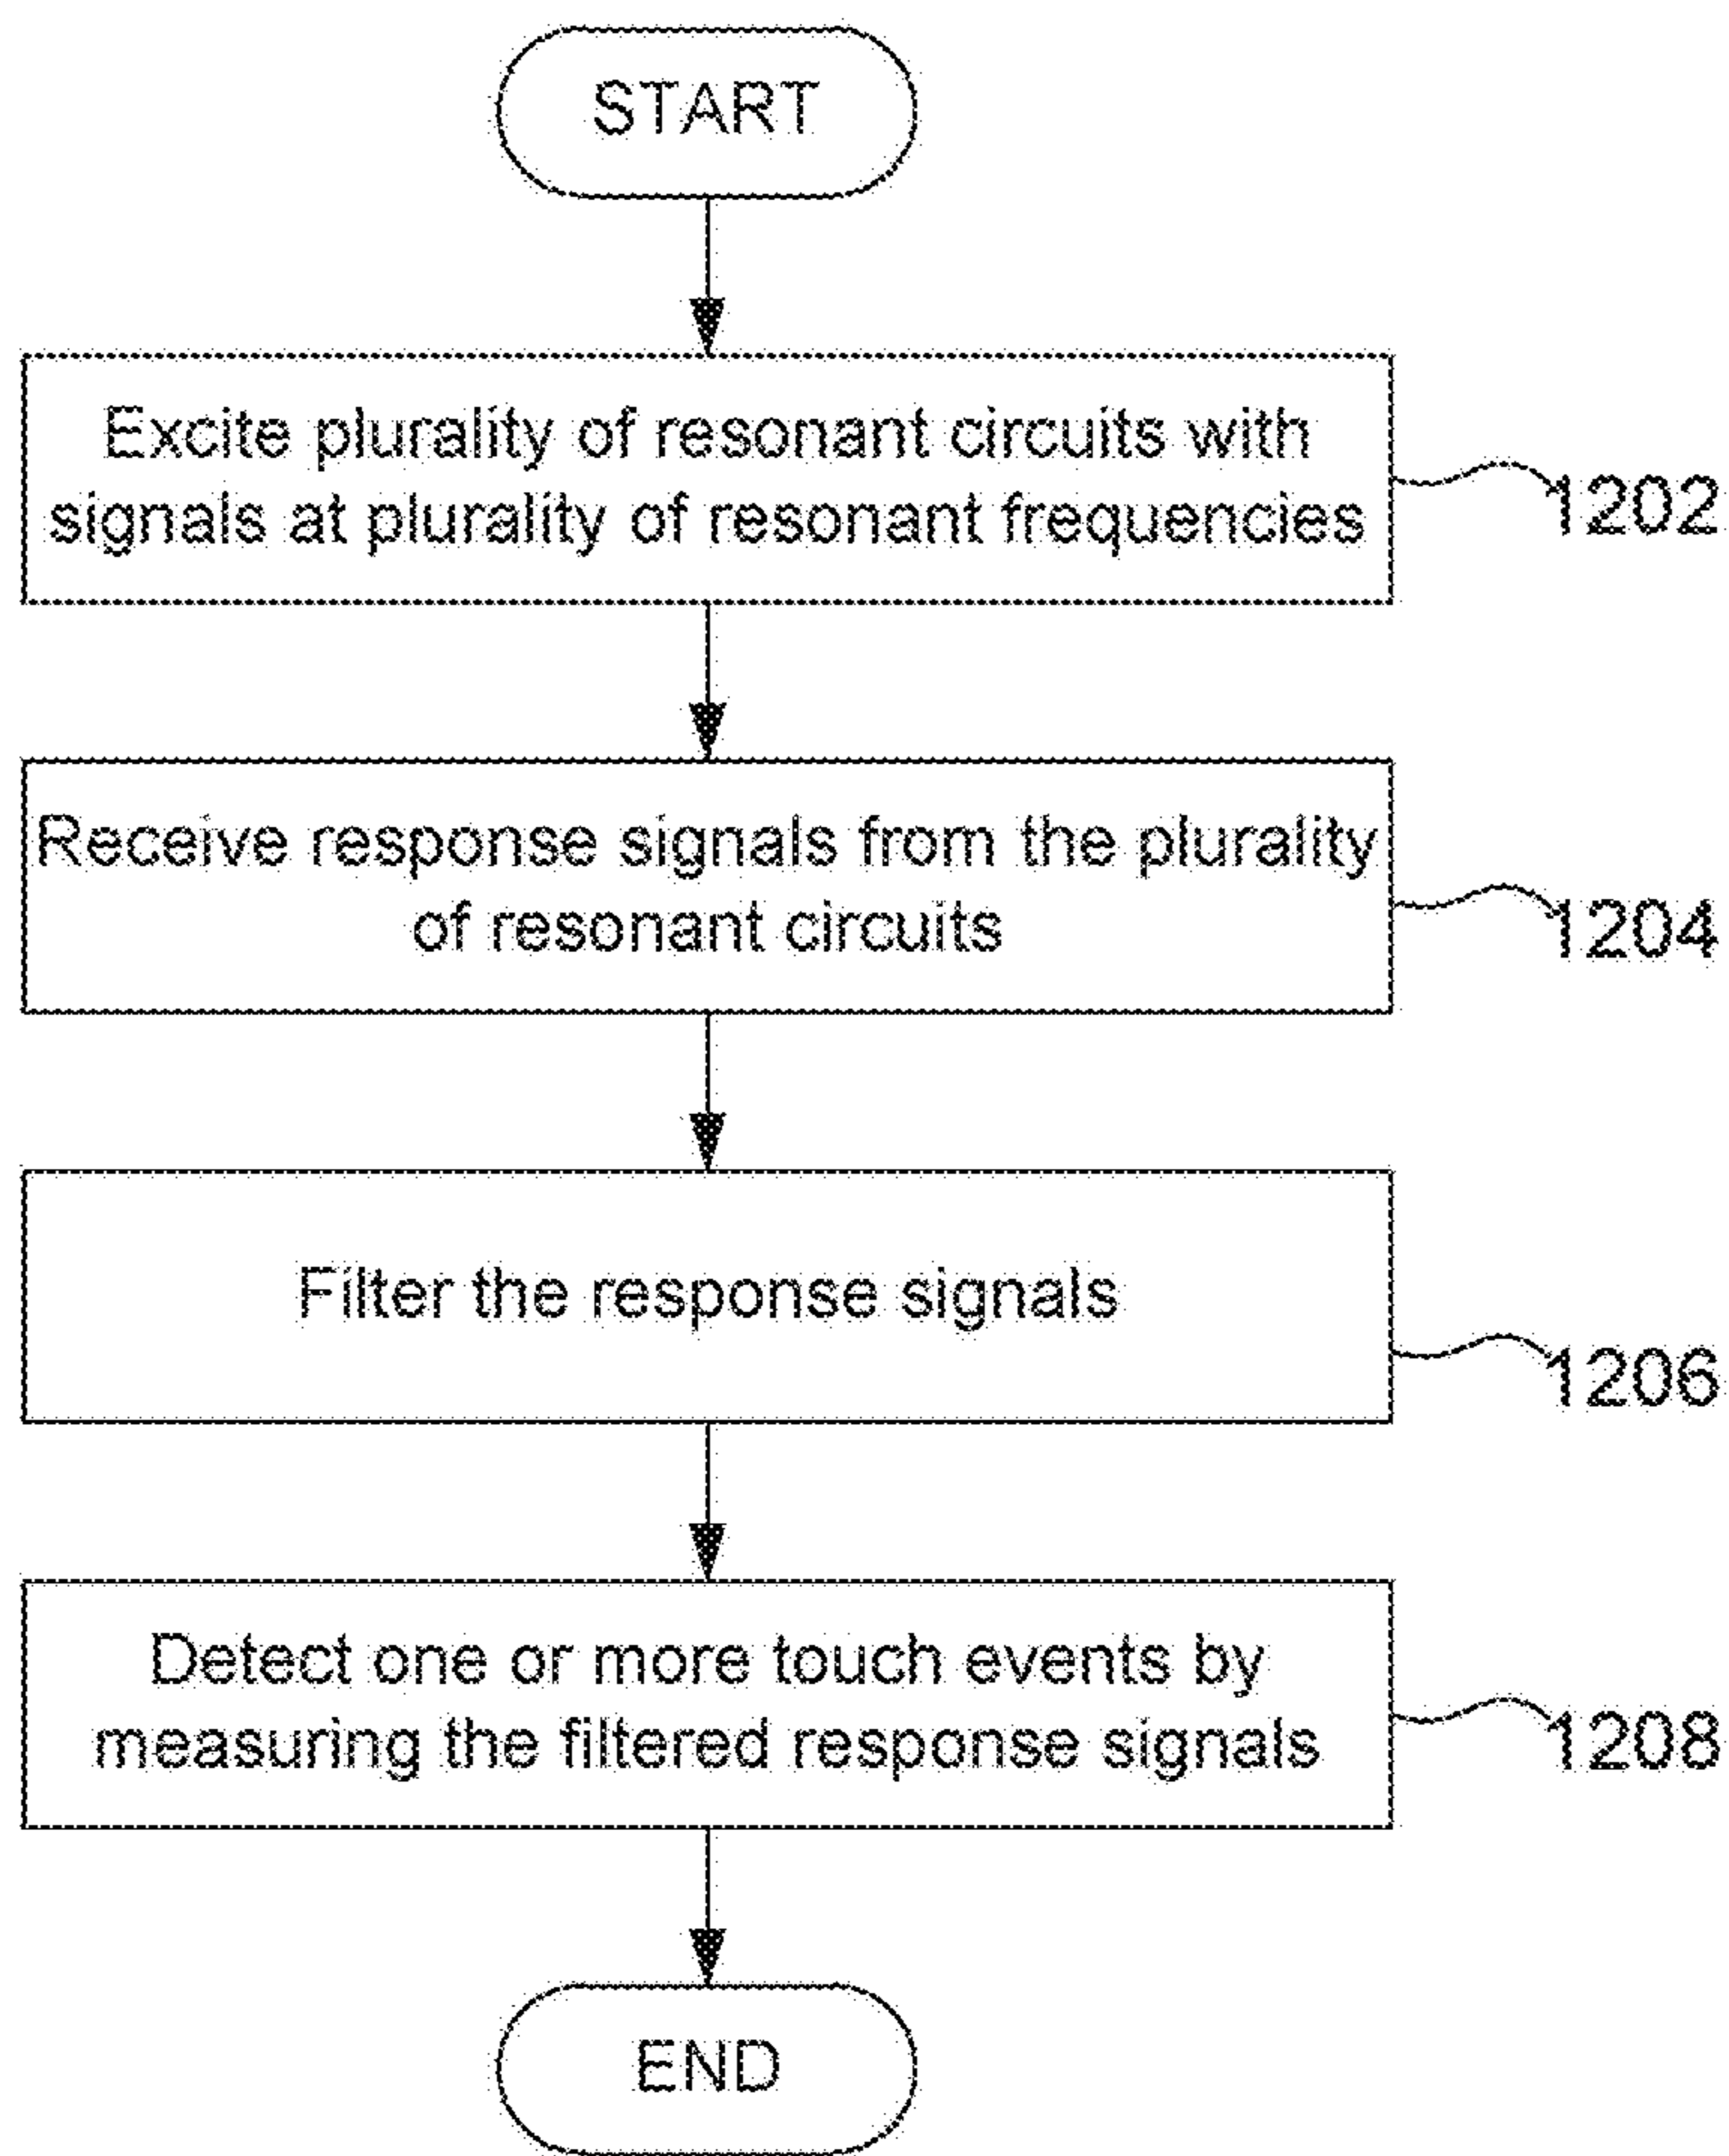 START
Excite plurality of resonant circuits with
signals at plurality of resonant frequencies
1202
Receive response signals from the plurality
of resonant circuits
1204
Filter the response signals
1206
Detect one or more touch events by
measuring the filtered response signals
1208
END